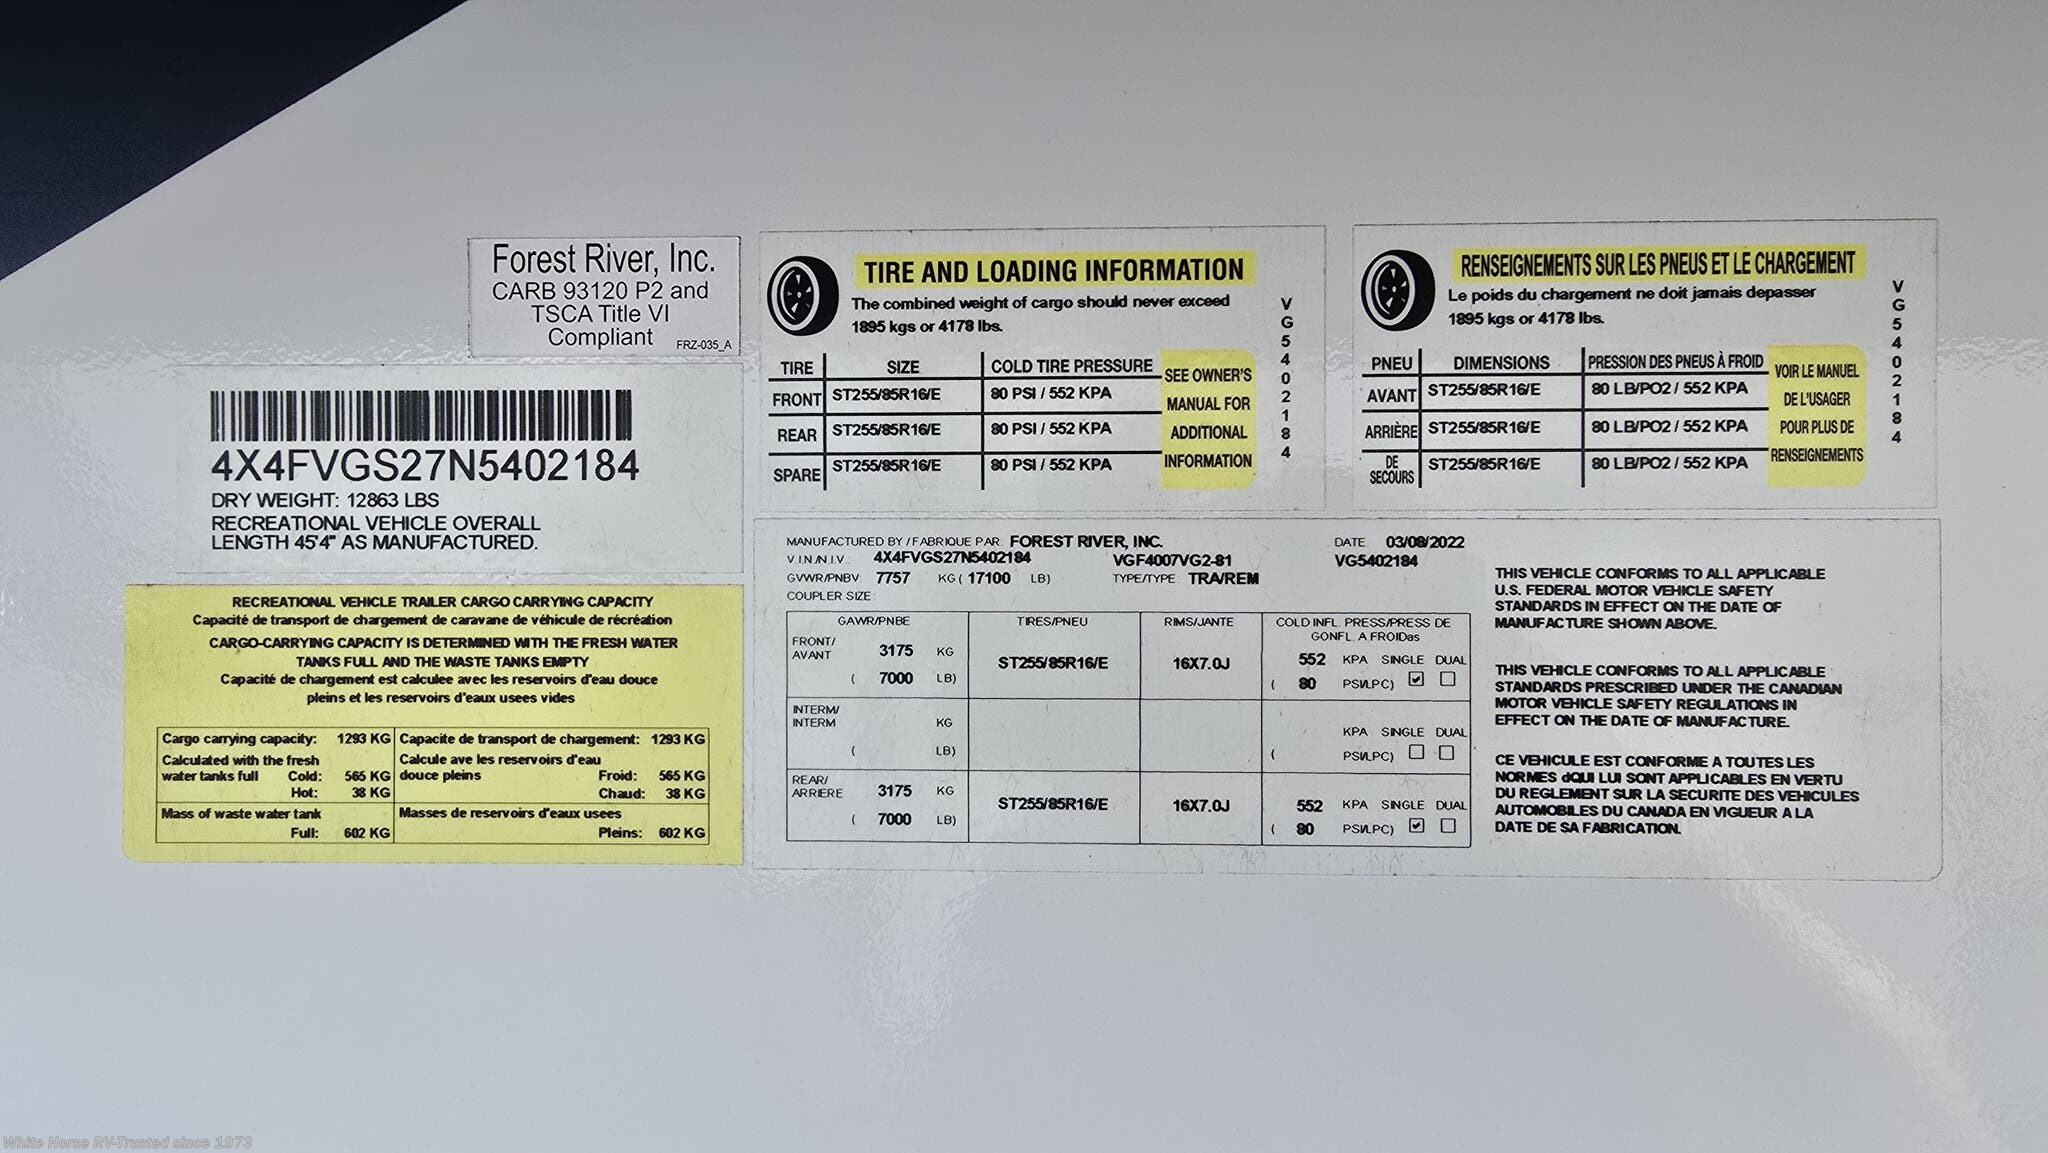 Forest River, Inc.
CARB 93120 P2 and
TSCA Title VI
Compliant
FRZ-035_A
4X4FVGS27N5402184
DRY WEIGHT: 12863 LBS
RECREATIONAL VEHICLE OVERALL
LENGTH 45'4" AS MANUFACTURED.
RECREATIONAL VEHICLE TRAILER CARGO CARRYING CAPACITY
Capacité de transport de chargement de caravane de véhicule de récréation
CARGO-CARRYING CAPACITY IS DETERMINED WITH THE FRESH WATER
TANKS FULL AND THE WASTE TANKS EMPTY
Capacité de chargement est calculee avec les reservoirs d'eau douce
pleins et les reservoirs d'eaux usees vides
Cargo carrying capacity: 1293 KG
Calculated with the fresh
water tanks full Cold: 565 KG
Hot: 38 KG
Mass of waste water tank
Full: 602 KG
Capacite de transport de chargement: 1293 KG
Calcule ave les reservoirs d'eau
douce pleins Froid: 565 KG
Chaud: 38 KG
Masses de reservoirs d'eaux usees
Pleins: 602 KG
TIRE AND LOADING INFORMATION
The combined weight of cargo should never exceed
1895 kgs or 4178 lbs.
TIRE SIZE COLD TIRE PRESSURE
FRONT ST255/85R16/E 80 PSI / 552 KPA
REAR ST255/85R16/E 80 PSI / 552 KPA
SPARE ST255/85R16/E 80 PSI / 552 KPA
SEE OWNER'S
MANUAL FOR
ADDITIONAL
INFORMATION
VG5402184
RENSEIGNEMENTS SUR LES PNEUS ET LE CHARGEMENT
Le poids du chargement ne doit jamais depasser
1895 kgs or 4178 lbs.
PNEU DIMENSIONS PRESSION DES PNEUS À FROID
AVANT ST255/85R16/E 80 LB/PO2 / 552 KPA
ARRIÈRE ST255/85R16/E 80 LB/PO2 / 552 KPA
DE
SECOURS ST255/85R16/E 80 LB/PO2 / 552 KPA
VOIR LE MANUEL
DE L'USAGER
POUR PLUS DE
RENSEIGNEMENTS
VG5402184
MANUFACTURED BY / FABRIQUE PAR: FOREST RIVER, INC. DATE: 03/08/2022
V.I.N./N.I.V.: 4X4FVGS27N5402184 VGF4007VG2-81 VG5402184
GVWR/PNBV 7757 KG ( 17100 LB) TYPE/TYPE: TRA/REM
COUPLER SIZE:
GAWR/PNBE TIRES/PNEU RIMS/JANTE COLD INFL. PRESS/PRESS DE
GONFL. A FROIDas
FRONT/
AVANT 3175 KG ST255/85R16/E 16X7.0J 552 KPA SINGLE DUAL
( 7000 LB) ( 80 PSI/LPC)
INTERM/
INTERM KG KPA SINGLE DUAL
( LB) ( PSI/LPC)
REAR/
ARRIERE 3175 KG ST255/85R16/E 16X7.0J 552 KPA SINGLE DUAL
( 7000 LB) ( 80 PSI/LPC)
THIS VEHICLE CONFORMS TO ALL APPLICABLE
U.S. FEDERAL MOTOR VEHICLE SAFETY
STANDARDS IN EFFECT ON THE DATE OF
MANUFACTURE SHOWN ABOVE.
THIS VEHICLE CONFORMS TO ALL APPLICABLE
STANDARDS PRESCRIBED UNDER THE CANADIAN
MOTOR VEHICLE SAFETY REGULATIONS IN
EFFECT ON THE DATE OF MANUFACTURE.
CE VEHICULE EST CONFORME A TOUTES LES
NORMES dQUI LUI SONT APPLICABLES EN VERTU
DU REGLEMENT SUR LA SECURITE DES VEHICULES
AUTOMOBILES DU CANADA EN VIGUEUR A LA
DATE DE SA FABRICATION.
White Horse RV-Trusted since 1973